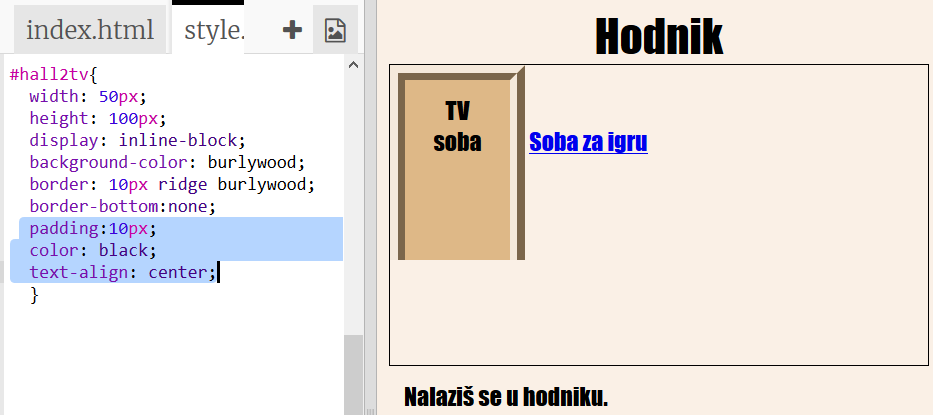 index.html
style.
#hall2tv{
width: 50px;
height: 100px;
display: inline-block;
background-color: burlywood;
border: 10px ridge burlywood;
border-bottom:none;
padding:10px;
color: black;
text-align: center;
}
Hodnik
TV
soba
Soba za igru
Nalaziš se u hodniku.